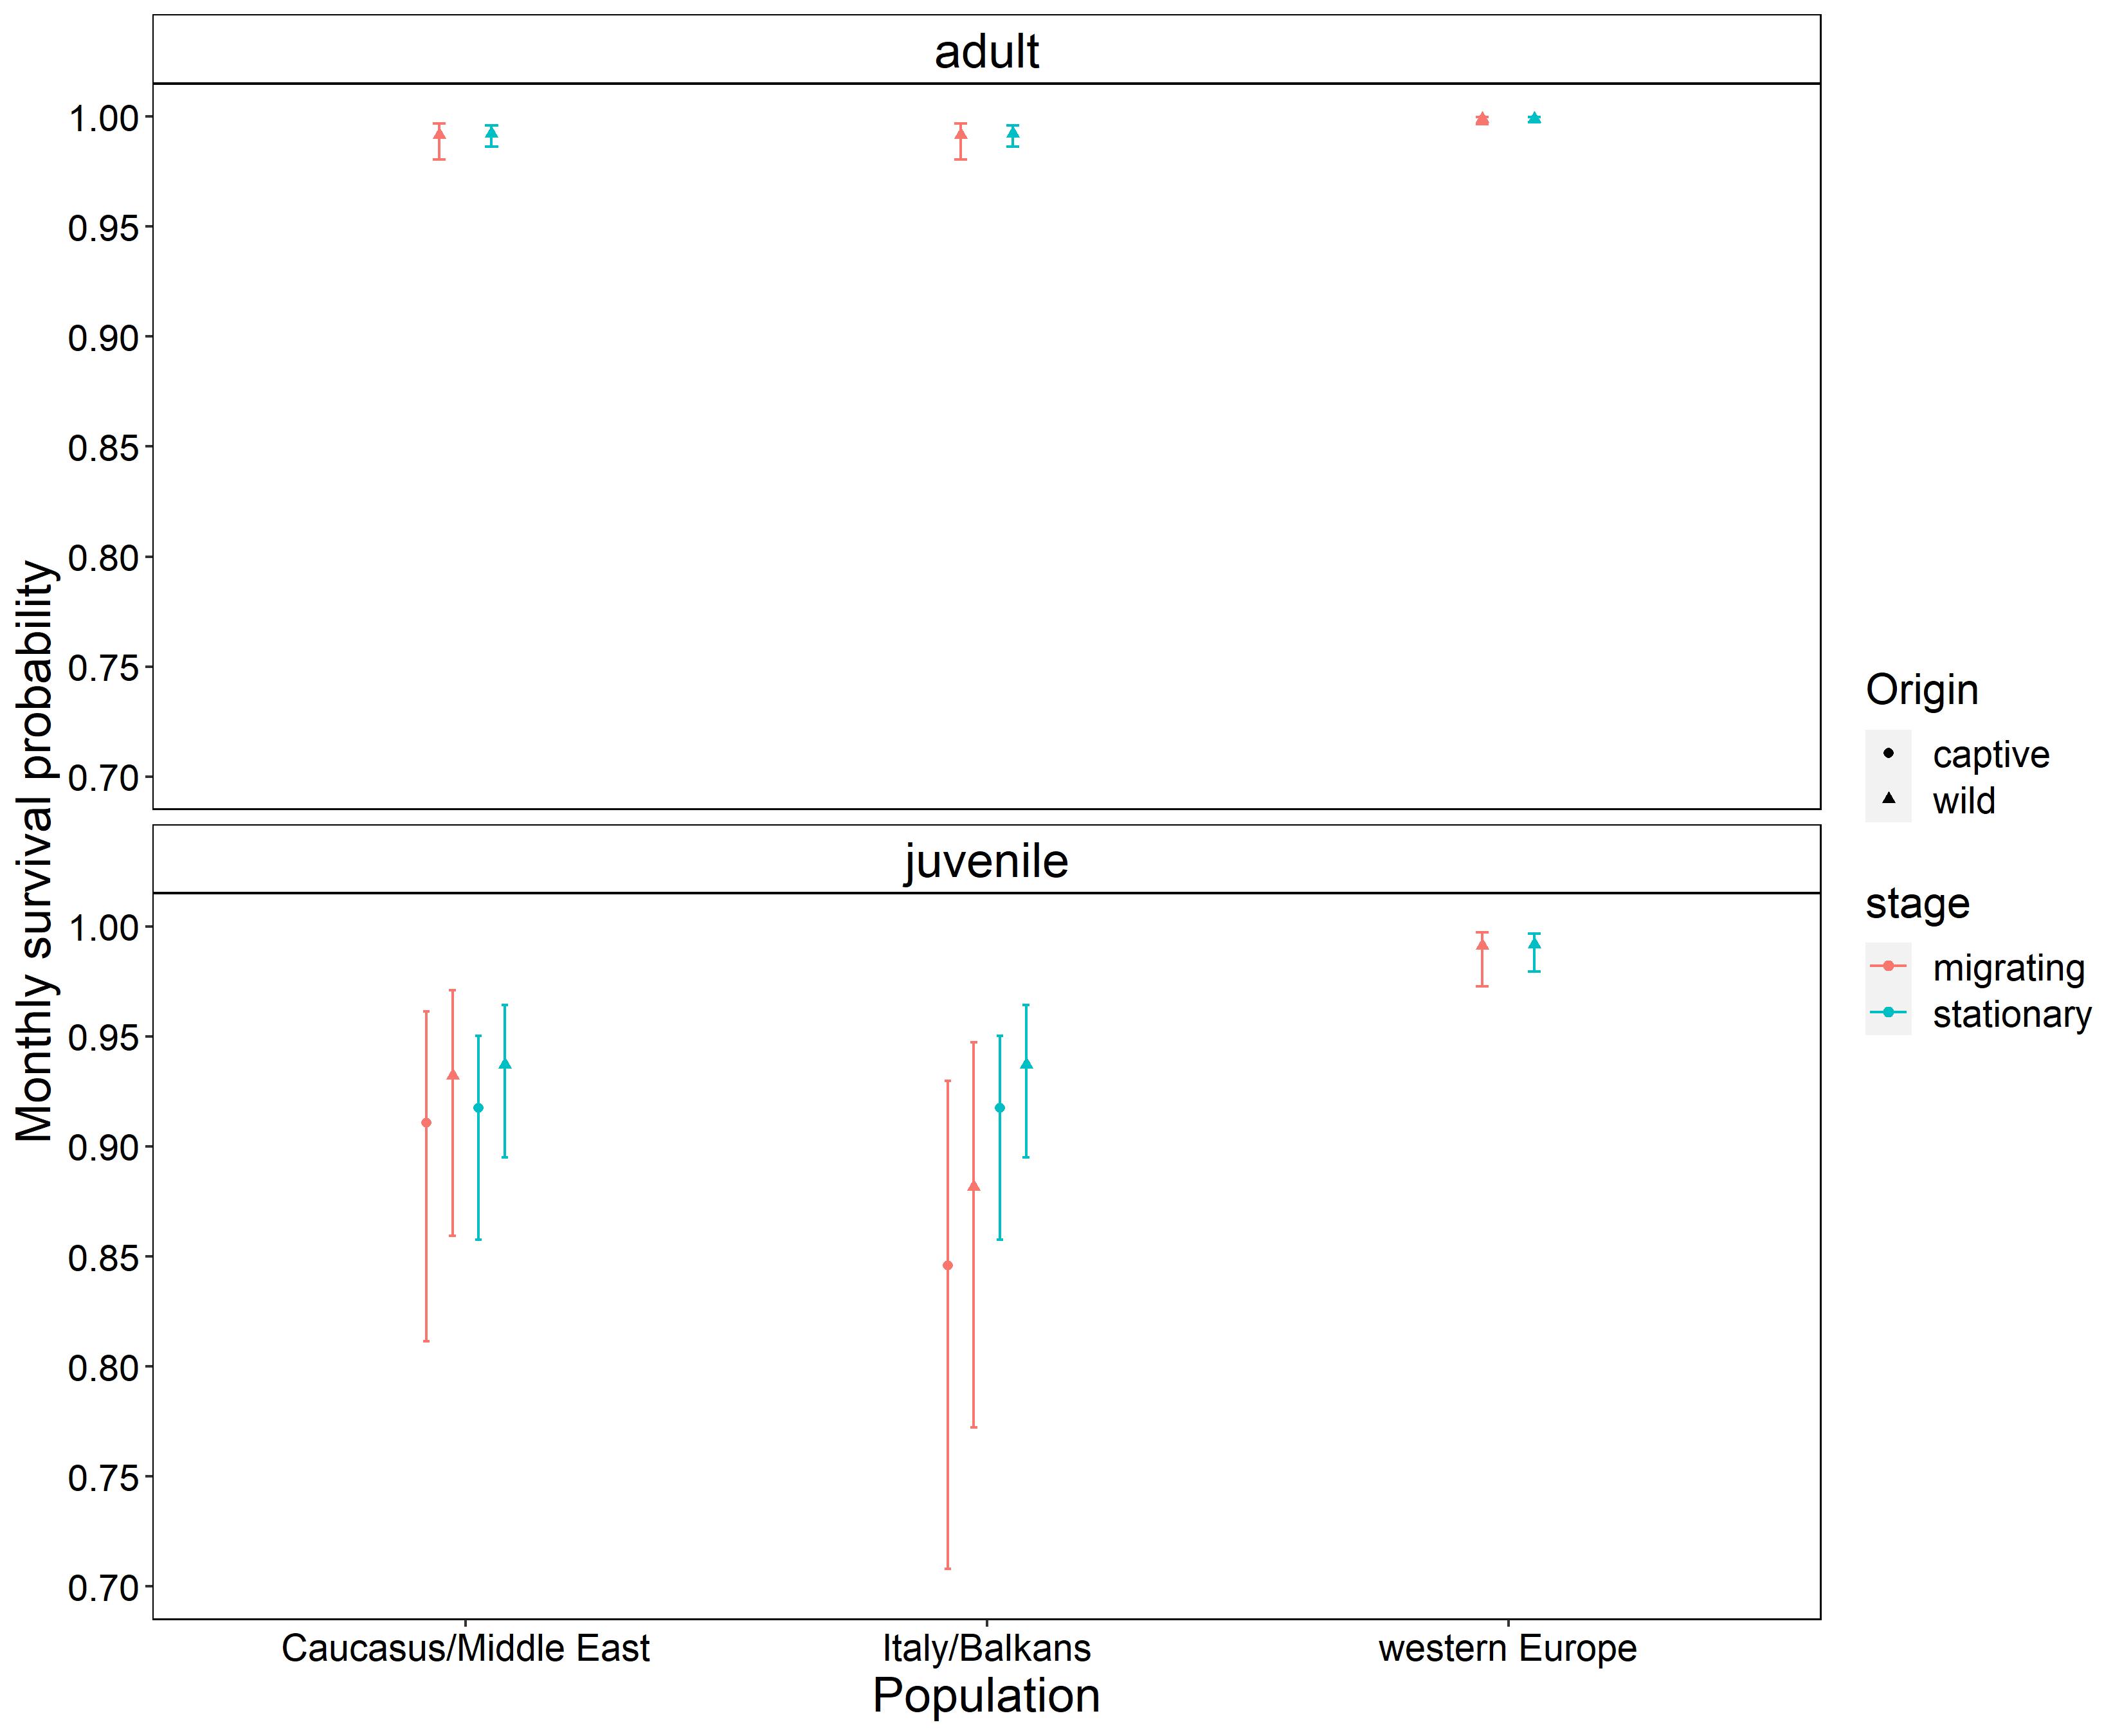 adult
1.00
0.95
0.90
0.85
0.80
0.75
0.70
juvenile
1.00
0.95
0.90
0.85
0.80
0.75
0.70
Monthly survival probability
Caucasus/Middle East
Italy/Balkans
western Europe
Population
Origin
captive
wild
stage
migrating
stationary